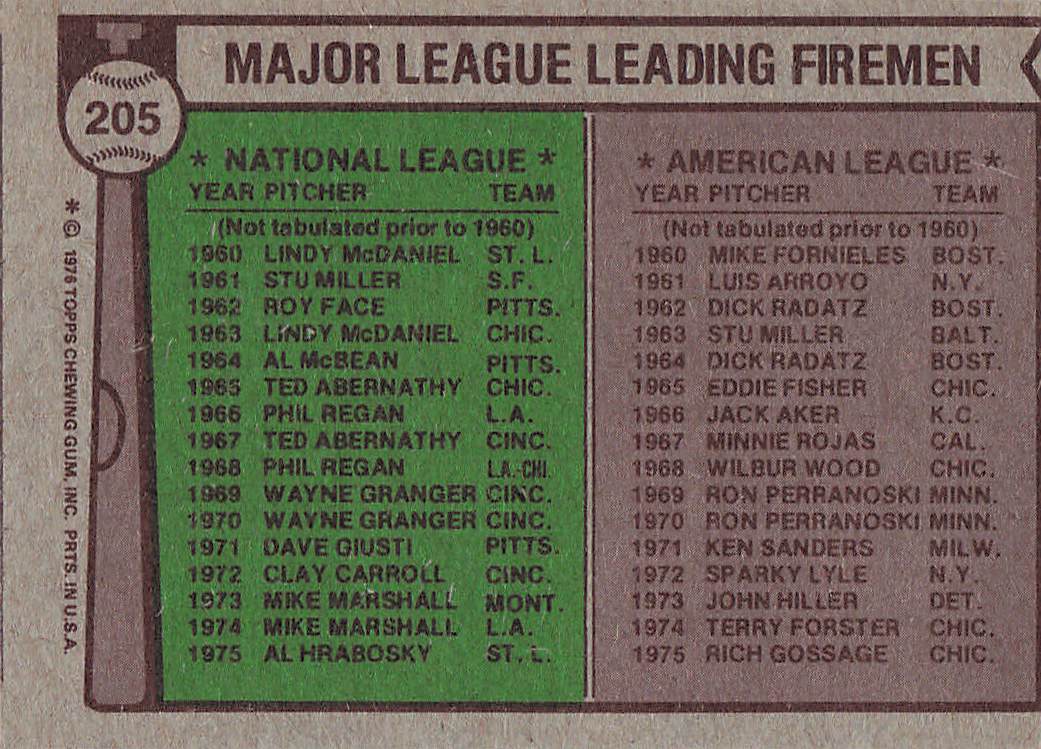 MAJOR LEAGUE LEADING FIREMEN
205
* NATIONAL LEAGUE *
YEAR PITCHER TEAM
(Not tabulated prior to 1960)
1960 LINDY McDANIEL ST. L.
1961 STU MILLER S.F.
1962 ROY FACE PITTS.
1963 LINDY McDANIEL CHIC.
1964 AL McBEAN PITTS.
1965 TED ABERNATHY CHIC.
1966 PHIL REGAN L.A.
1967 TED ABERNATHY CINC.
1968 PHIL REGAN L.A.-CHI.
1969 WAYNE GRANGER CINC.
1970 WAYNE GRANGER CINC.
1971 DAVE GIUSTI PITTS.
1972 CLAY CARROLL CINC.
1973 MIKE MARSHALL MONT.
1974 MIKE MARSHALL L.A.
1975 AL HRABOSKY ST. L.
* AMERICAN LEAGUE *
YEAR PITCHER TEAM
(Not tabulated prior to 1960)
1960 MIKE FORNIELES BOST.
1961 LUIS ARROYO N.Y.
1962 DICK RADATZ BOST.
1963 STU MILLER BALT.
1964 DICK RADATZ BOST.
1965 EDDIE FISHER CHIC.
1966 JACK AKER K.C.
1967 MINNIE ROJAS CAL.
1968 WILBUR WOOD CHIC.
1969 RON PERRANOSKI MINN.
1970 RON PERRANOSKI MINN.
1971 KEN SANDERS MILW.
1972 SPARKY LYLE N.Y.
1973 JOHN HILLER DET.
1974 TERRY FORSTER CHIC.
1975 RICH GOSSAGE CHIC.
* © 1976 TOPPS CHEWING GUM, INC. PRTS. IN U.S.A.